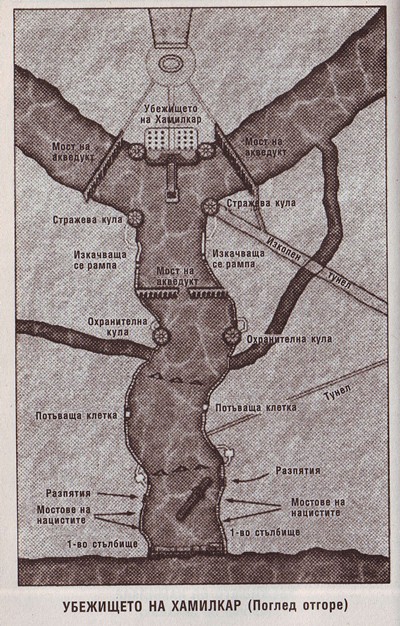 Убежището
на Хамилкар
Мост на
акведукт
Мост на
акведукт
Стражева кула
Стражева кула
Изкачваща
се рампа
Изкачваща
се рампа
Изкопен тунел
Мост на
акведукт
Охранителна
кула
Охранителна кула
Тунел
Потъваща клетка
Потъваща клетка
Разпятия
Разпятия
Мостове на
нацистите
Мостове на
нацистите
1-во стълбище
1-во стълбище
УБЕЖИЩЕТО НА ХАМИЛКАР (Поглед отгоре)